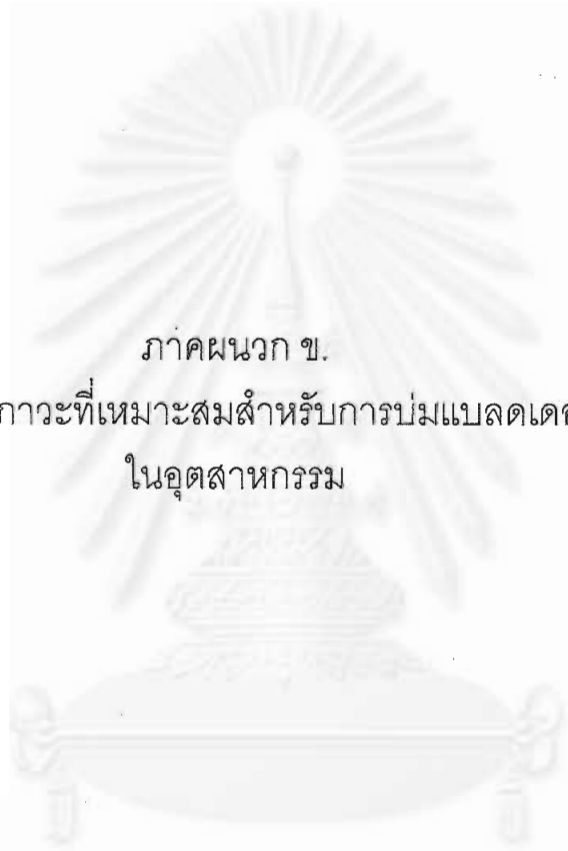 ภาคผนวก ข.
ภาวะที่เหมาะสมสำหรับการบ่มแบลดเด
ในอุตสาหกรรม